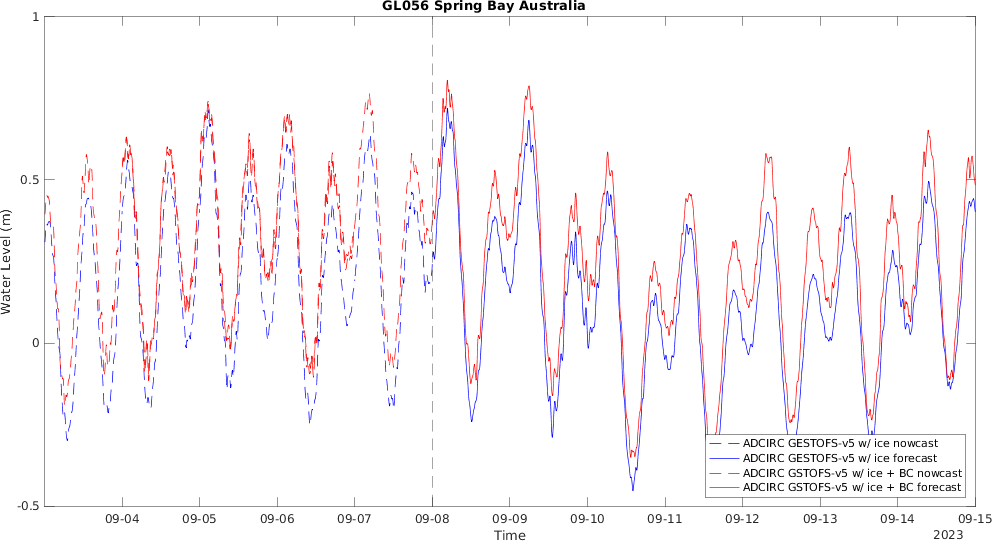 GL056 Spring Bay Australia
1
0.5
0
-0.5
Water Level (m)
09-04 09-05 09-06 09-07 09-08 09-09 09-10 09-11 09-12 09-13 09-14 09-15
Time
2023
ADCIRC GESTOFS-v5 w/ ice nowcast
ADCIRC GESTOFS-v5 w/ ice forecast
ADCIRC GSTOFS-v5 w/ ice + BC nowcast
ADCIRC GSTOFS-v5 w/ ice + BC forecast